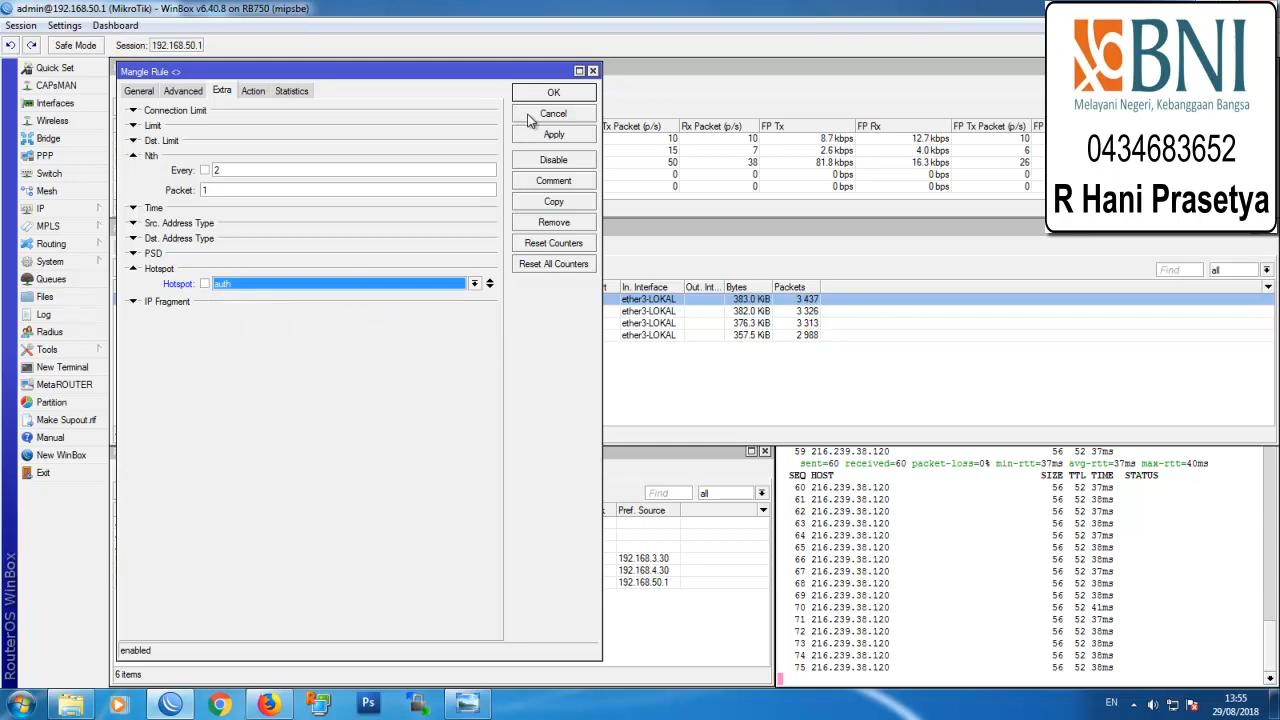 admin@192.168.50.1 (MikroTik) - WinBox v6.40.8 on RB750 (mipsbe)
Session Settings Dashboard
Safe Mode Session: 192.168.50.1
Quick Set
CAPsMAN
Interfaces
Wireless
Bridge
PPP
Switch
Mesh
IP
MPLS
Routing
System
Queues
Files
Log
Radius
Tools
New Terminal
MetaROUTER
Partition
Make Supout.rif
Manual
New WinBox
Exit
RouterOS WinBox
Mangle Rule <>
General Advanced Extra Action Statistics
Connection Limit
Limit
Dst. Limit
Nth
Every: 2
Packet: 1
Time
Src. Address Type
Dst. Address Type
PSD
Hotspot
Hotspot: auth
IP Fragment
enabled
OK
Cancel
Apply
Disable
Comment
Copy
Remove
Reset Counters
Reset All Counters
Tx Packet (p/s) Rx Packet (p/s) FP Tx FP Rx FP Tx Packet (p/s)
10 10 8.7 kbps 12.7 kbps 10
15 7 2.6 kbps 4.0 kbps 6
50 38 81.8 kbps 16.3 kbps 26
0 0 0 bps 0 bps 0
0 0 0 bps 0 bps 0
Find all
In. Interface Out. Int... Bytes Packets
ether3-LOKAL 383.0 KiB 3 437
ether3-LOKAL 382.0 KiB 3 326
ether3-LOKAL 376.3 KiB 3 313
ether3-LOKAL 357.5 KiB 2 988
Find all
Pref. Source
192.168.3.30
192.168.4.30
192.168.50.1
6 items
59 216.239.38.120 56 52 37ms
sent=60 received=60 packet-loss=0% min-rtt=37ms avg-rtt=37ms max-rtt=40ms
SEQ HOST SIZE TTL TIME STATUS
60 216.239.38.120 56 52 37ms
61 216.239.38.120 56 52 37ms
62 216.239.38.120 56 52 38ms
63 216.239.38.120 56 52 38ms
64 216.239.38.120 56 52 37ms
65 216.239.38.120 56 52 37ms
66 216.239.38.120 56 52 38ms
67 216.239.38.120 56 52 37ms
68 216.239.38.120 56 52 38ms
69 216.239.38.120 56 52 38ms
70 216.239.38.120 56 52 41ms
71 216.239.38.120 56 52 37ms
72 216.239.38.120 56 52 38ms
73 216.239.38.120 56 52 38ms
74 216.239.38.120 56 52 38ms
75 216.239.38.120 56 52 38ms
BNI
Melayani Negeri, Kebanggaan Bangsa
0434683652
R Hani Prasetya
Ps
EN
13:55
29/08/2018